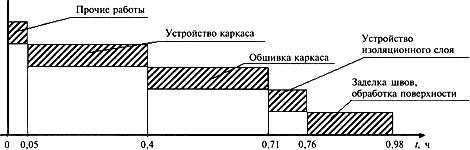 Прочие работы
Устройство каркаса
Обшивка каркаса
Устройство
изоляционного слоя
Заделка швов,
обработка поверхности
0 0,05 0,4 0,71 0,76 0,98 t, ч